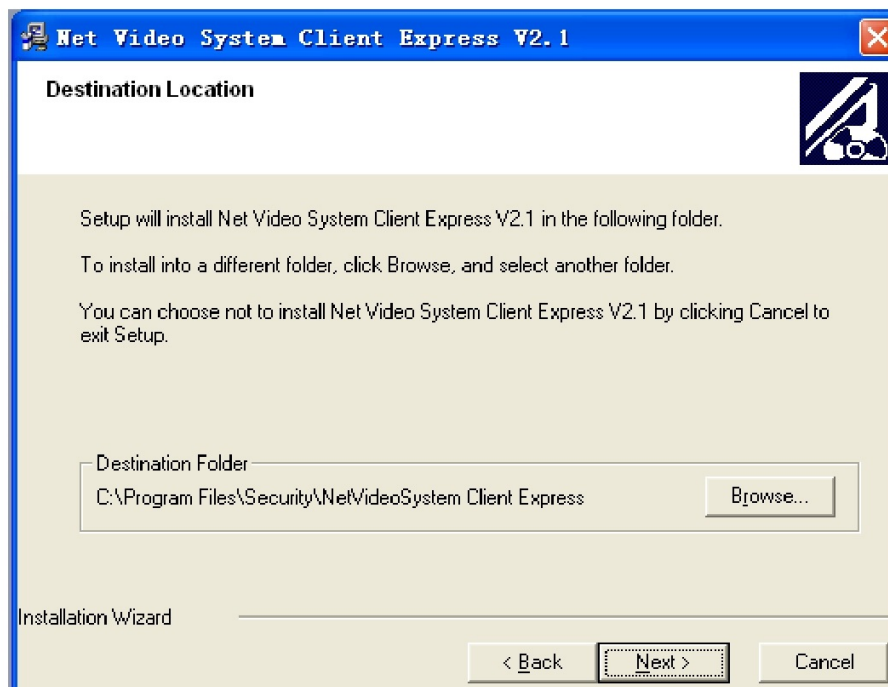 Net Video System Client Express V2.1
Destination Location
Setup will install Net Video System Client Express V2.1 in the following folder.
To install into a different folder, click Browse, and select another folder.
You can choose not to install Net Video System Client Express V2.1 by clicking Cancel to
exit Setup.
Destination Folder
C:\Program Files\Security\NetVideoSystem Client Express
Browse...
Installation Wizard
< Back
Next >
Cancel